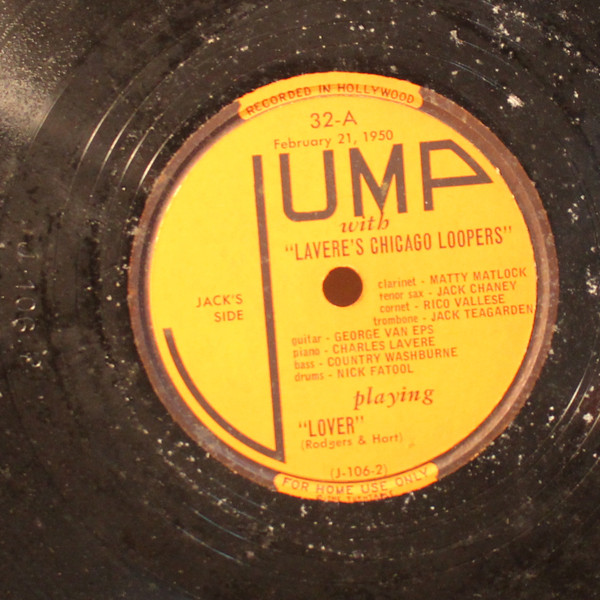 RECORDED IN HOLLYWOOD
32-A
February 21, 1950
JUMP
with
"LAVERE'S CHICAGO LOOPERS"
clarinet - MATTY MATLOCK
tenor sax - JACK CHANEY
cornet - RICO VALLESE
trombone - JACK TEAGARDEN
JACK'S
SIDE
guitar - GEORGE VAN EPS
piano - CHARLES LAVERE
bass - COUNTRY WASHBURNE
drums - NICK FATOOL
playing
"LOVER"
(Rodgers & Hart)
(J-106-2)
FOR HOME USE ONLY